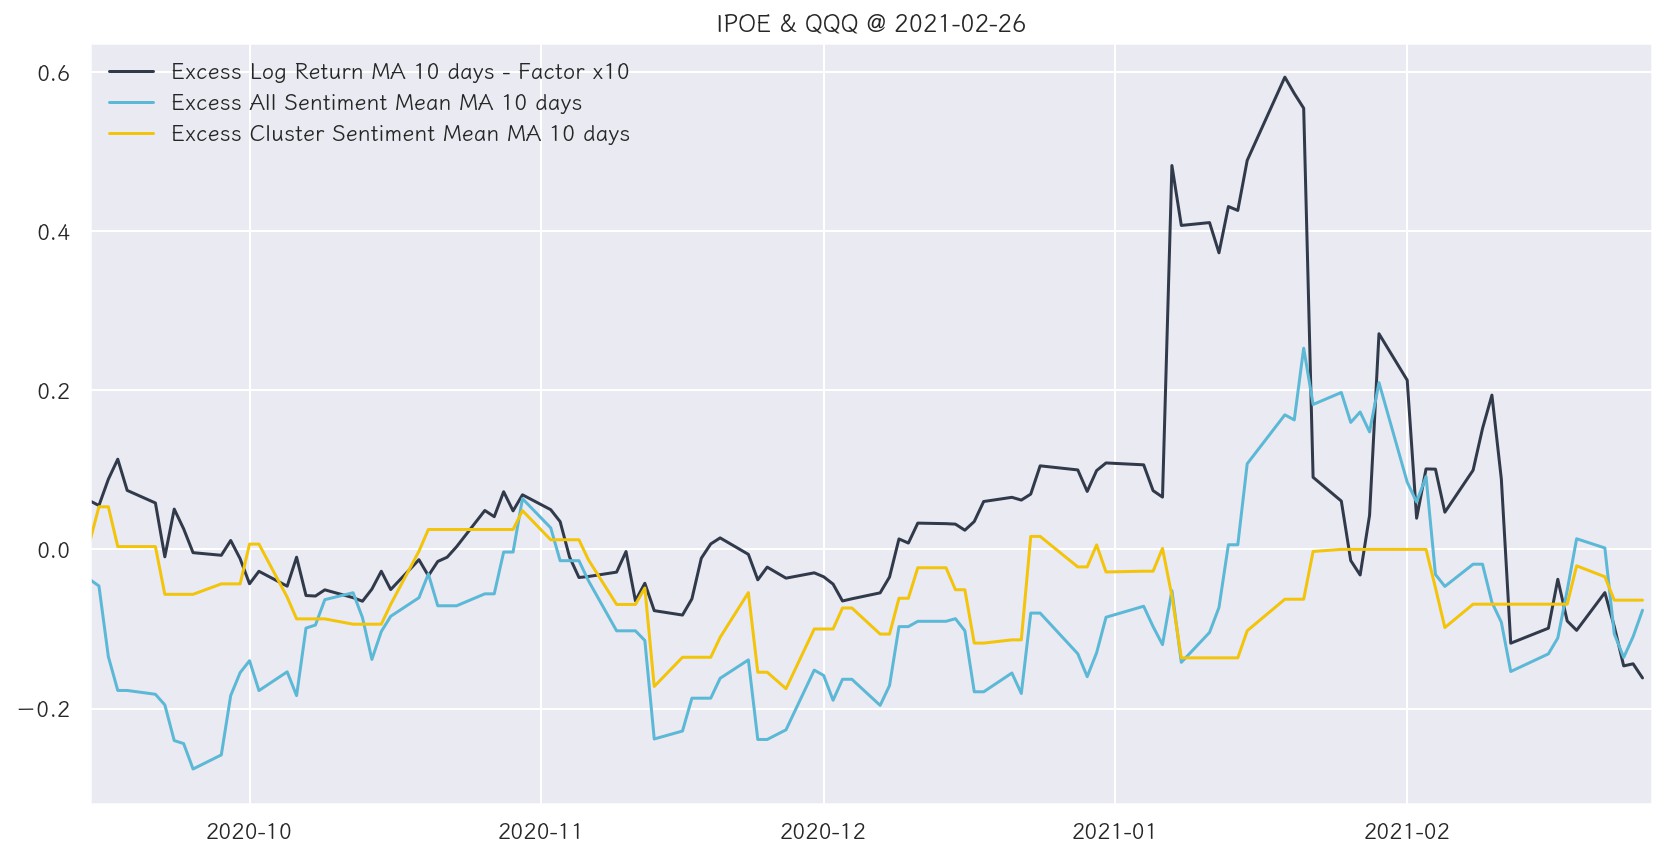 IPOE & QQQ @ 2021-02-26
Excess Log Return MA 10 days - Factor x10
Excess All Sentiment Mean MA 10 days
Excess Cluster Sentiment Mean MA 10 days
0.6
0.4
0.2
0.0
−0.2
2020-10 2020-11 2020-12 2021-01 2021-02